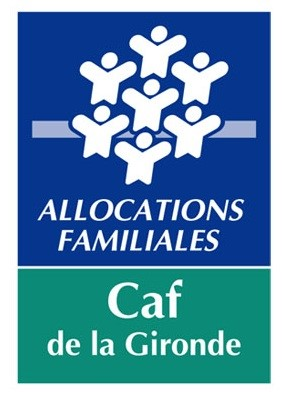 ALLOCATIONS
FAMILIALES
Caf
de la Gironde